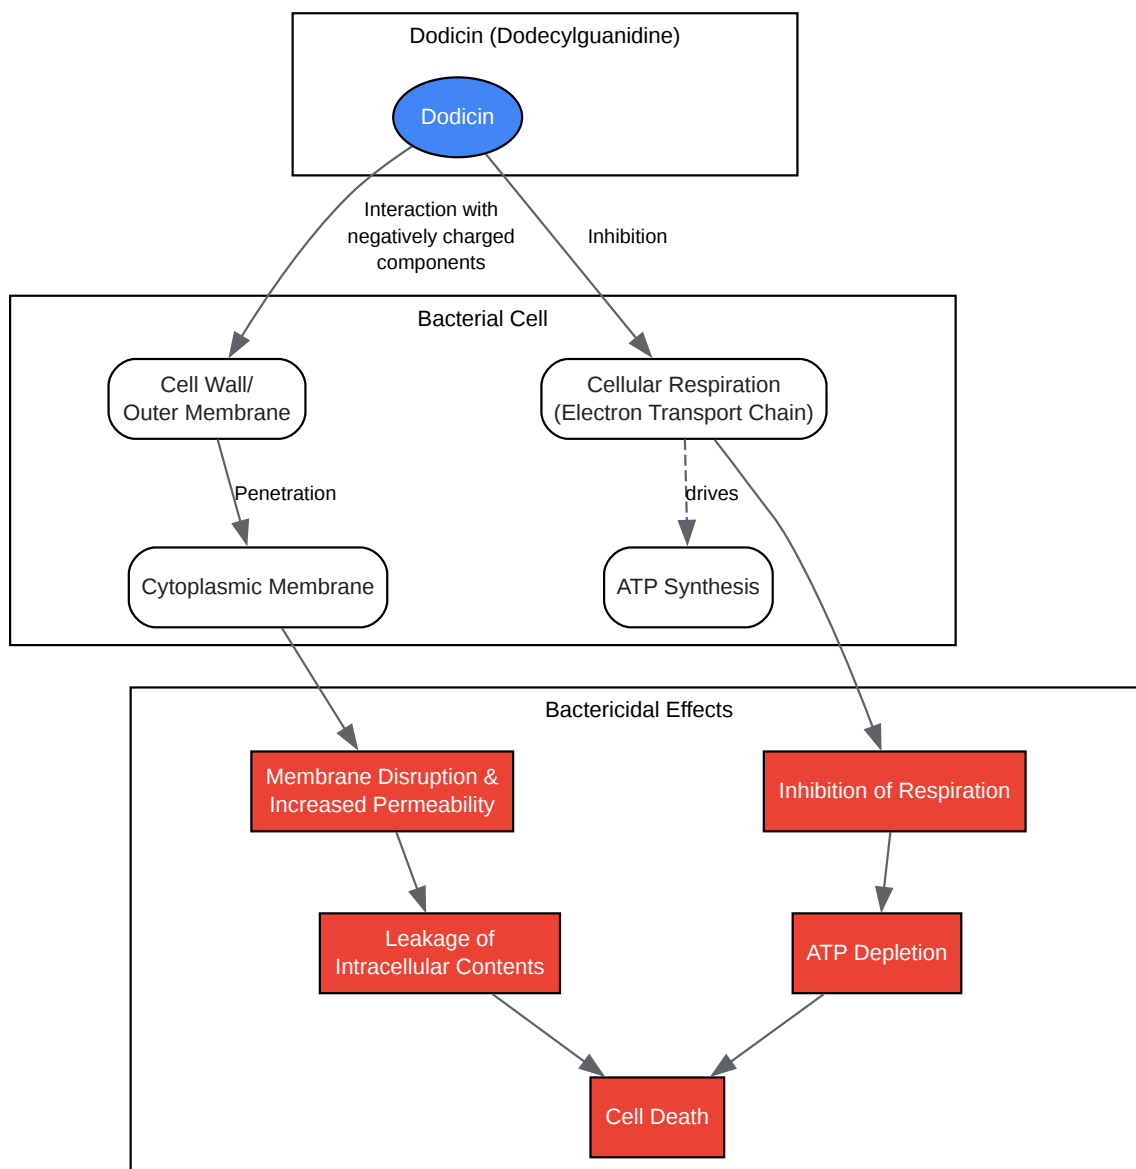 Dodicin (Dodecylguanidine)
Dodicin
Interaction with
negatively charged
components
Inhibition
Bacterial Cell
Cell Wall/
Outer Membrane
Cellular Respiration
(Electron Transport Chain)
Penetration
drives
Cytoplasmic Membrane
ATP Synthesis
Bactericidal Effects
Membrane Disruption &
Increased Permeability
Inhibition of Respiration
Leakage of
Intracellular Contents
ATP Depletion
Cell Death